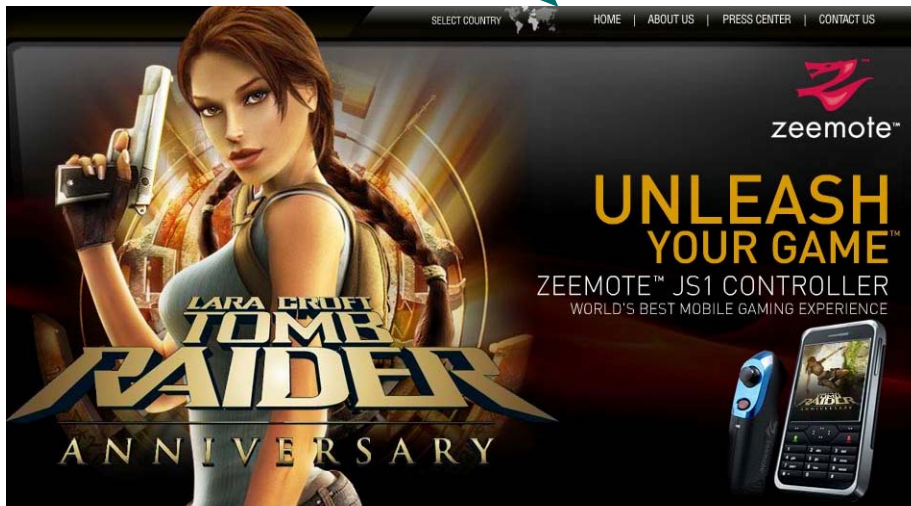 SELECT COUNTRY
HOME | ABOUT US | PRESS CENTER | CONTACT US
zeemote™
UNLEASH
YOUR GAME™
ZEEMOTE™ JS1 CONTROLLER
WORLD'S BEST MOBILE GAMING EXPERIENCE
LARA CROFT
TOMB
RAIDER
ANNIVERSARY
RAIDER